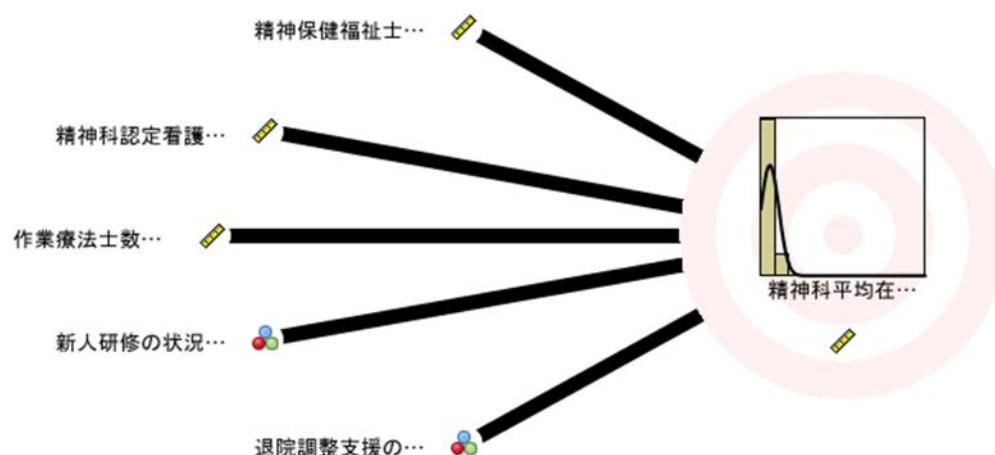 精神保健福祉士…
精神科認定看護…
作業療法士数…
新人研修の状況…
退院調整支援の…
精神科平均在…